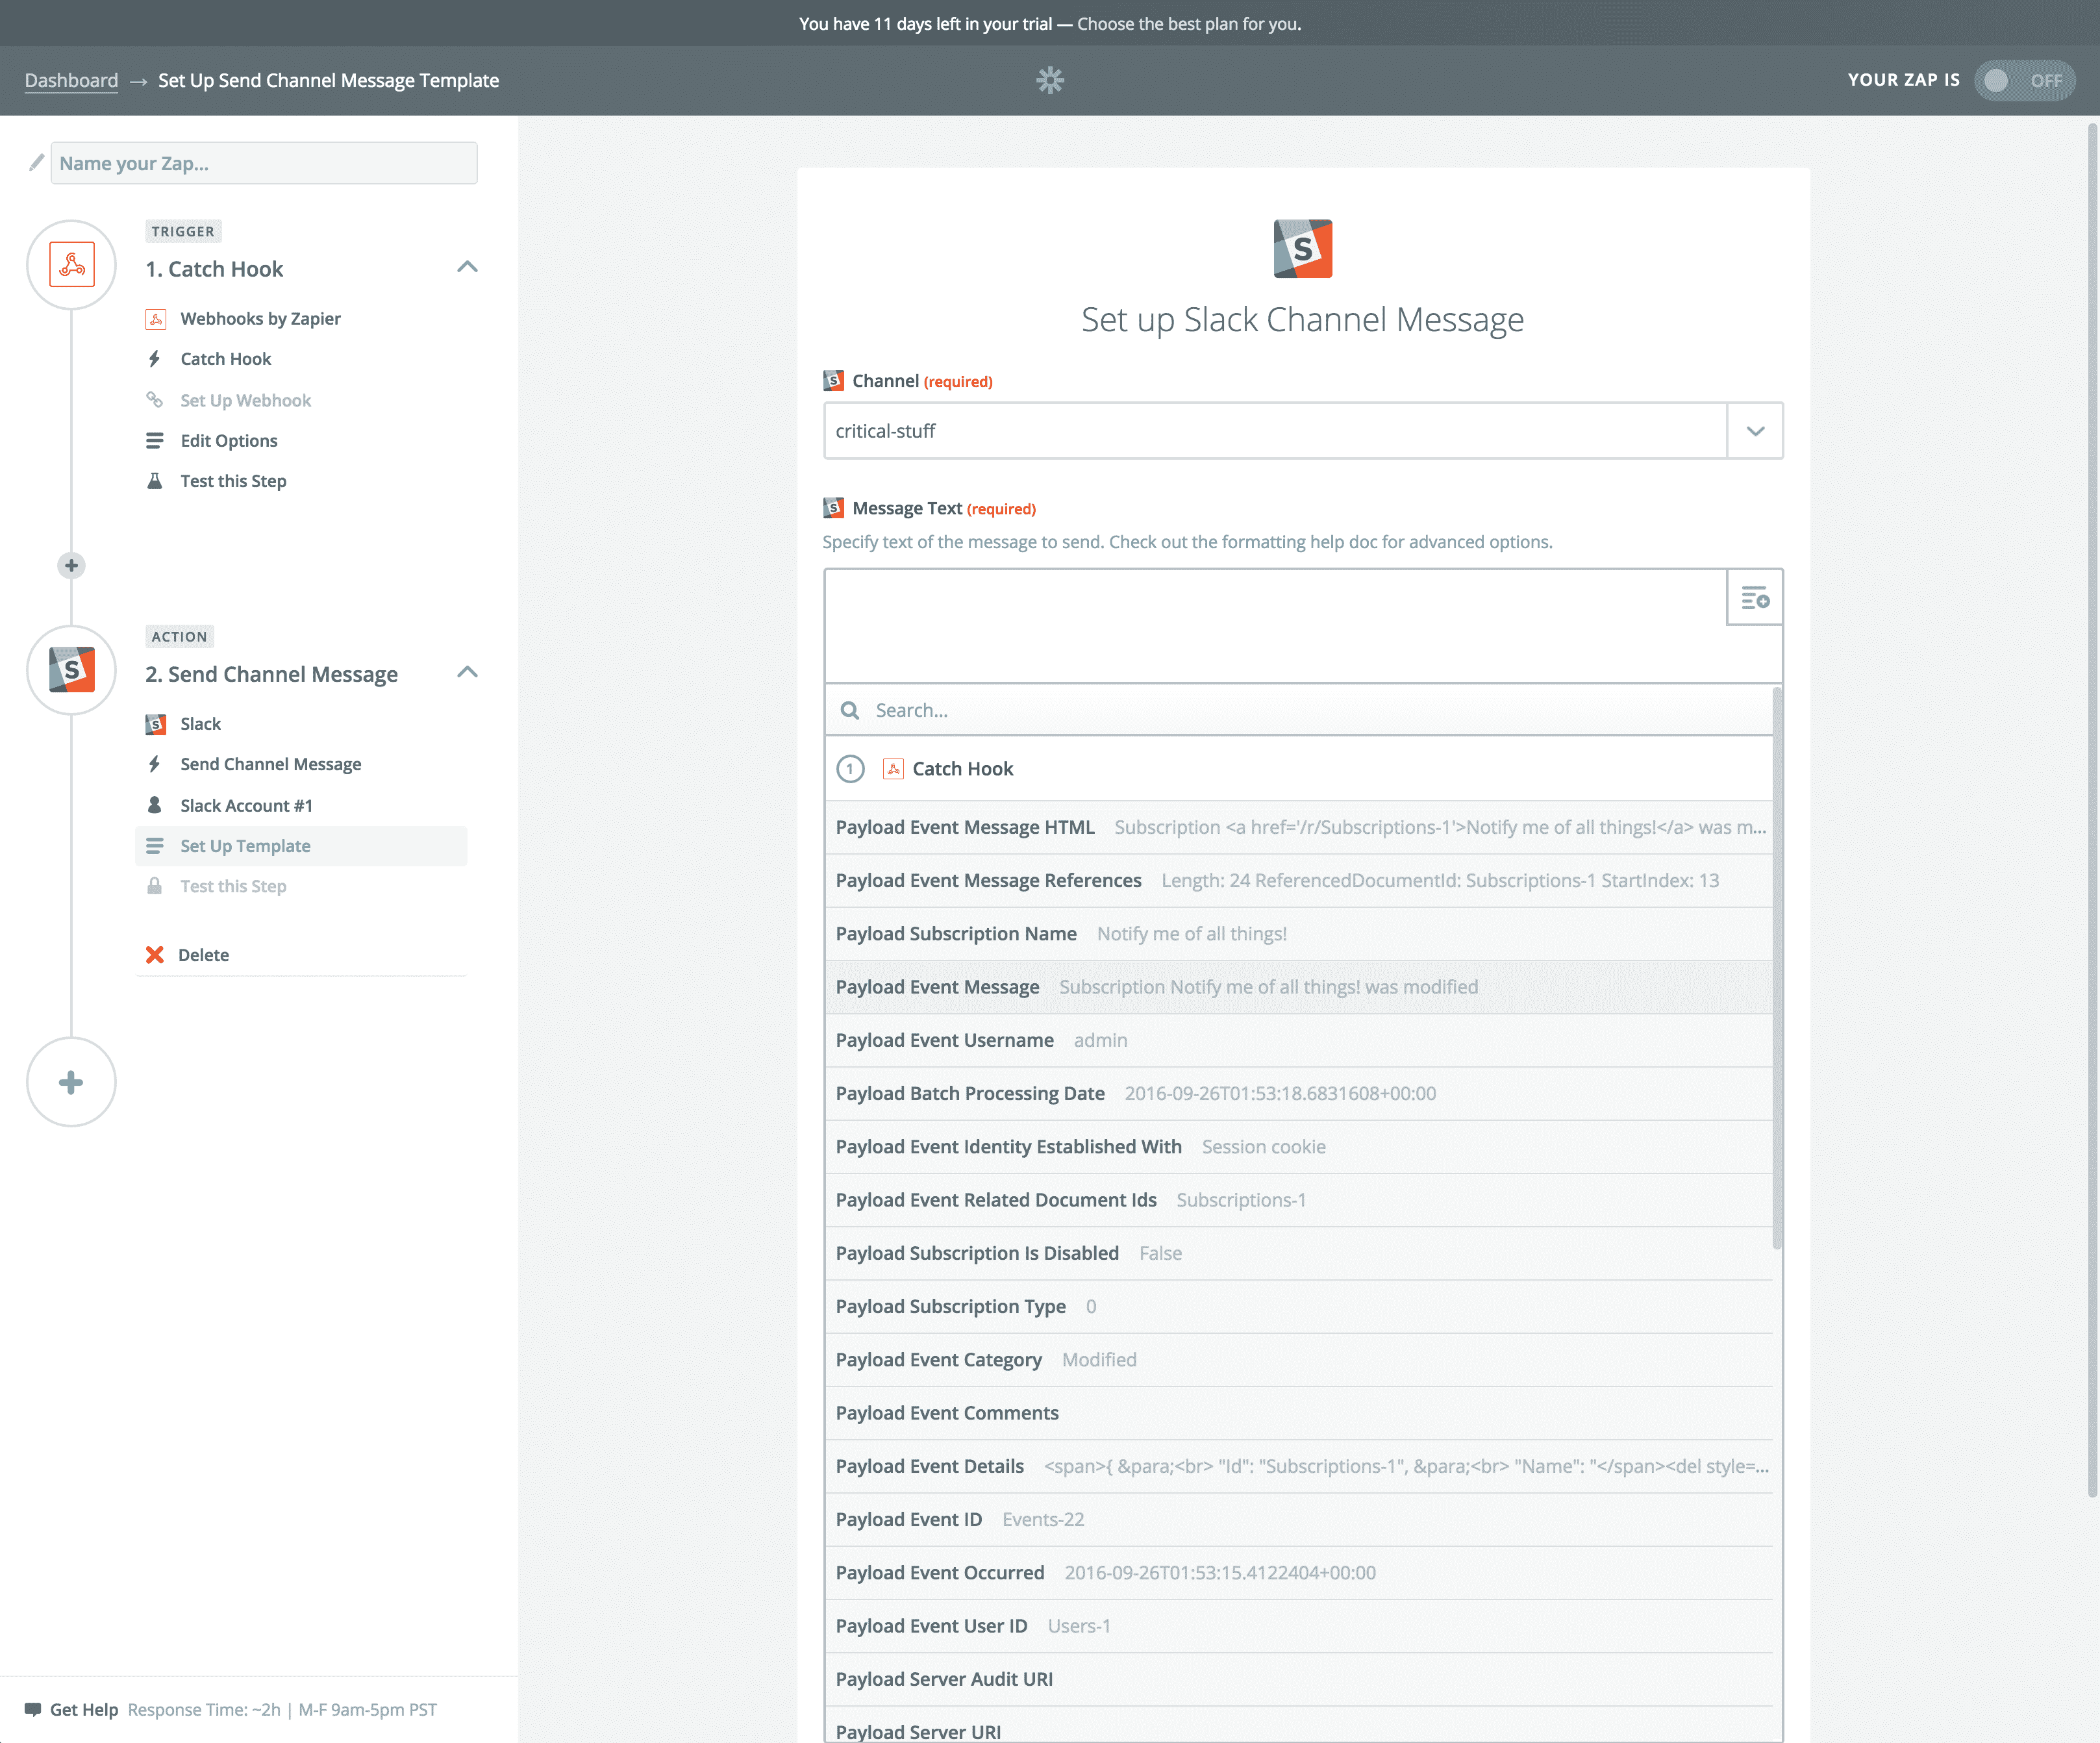 You have 11 days left in your trial — Choose the best plan for you.
Dashboard → Set Up Send Channel Message Template
YOUR ZAP IS OFF
Name your Zap...
TRIGGER
1. Catch Hook
Webhooks by Zapier
Catch Hook
Set Up Webhook
Edit Options
Test this Step
ACTION
2. Send Channel Message
S
Slack
Send Channel Message
Slack Account #1
Set Up Template
Test this Step
Delete
Get Help Response Time: ~2h | M-F 9am-5pm PST
S
Set up Slack Channel Message
Channel (required)
critical-stuff
Message Text (required)
Specify text of the message to send. Check out the formatting help doc for advanced options.
Search...
1 Catch Hook
Payload Event Message HTML Subscription <a href='/r/Subscriptions-1'>Notify me of all things!</a> was m...
Payload Event Message References Length: 24 ReferencedDocumentId: Subscriptions-1 StartIndex: 13
Payload Subscription Name Notify me of all things!
Payload Event Message Subscription Notify me of all things! was modified
Payload Event Username admin
Payload Batch Processing Date 2016-09-26T01:53:18.6831608+00:00
Payload Event Identity Established With Session cookie
Payload Event Related Document Ids Subscriptions-1
Payload Subscription Is Disabled False
Payload Subscription Type 0
Payload Event Category Modified
Payload Event Comments
Payload Event Details <span>{ &para;<br> "Id": "Subscriptions-1", &para;<br> "Name": "</span><del style=...
Payload Event ID Events-22
Payload Event Occurred 2016-09-26T01:53:15.4122404+00:00
Payload Event User ID Users-1
Payload Server Audit URI
Payload Server URI